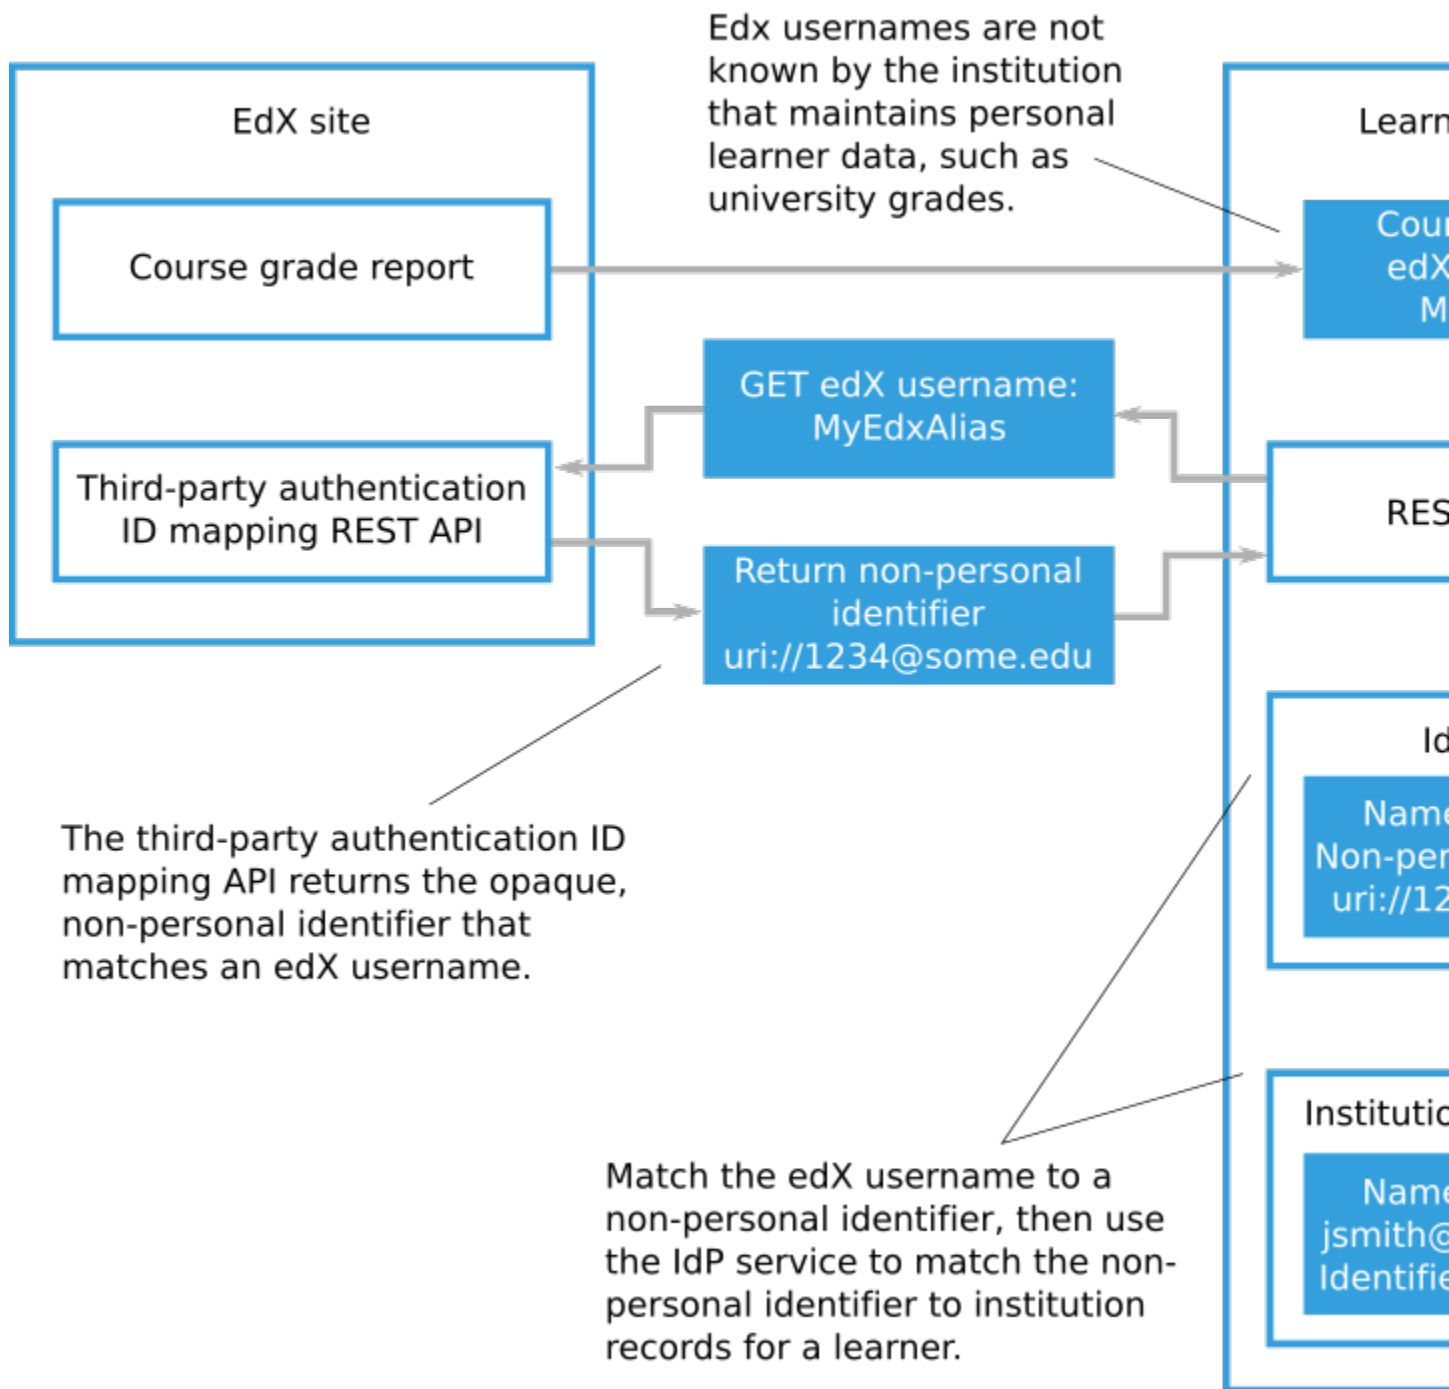 Edx usernames are not
known by the institution
that maintains personal
learner data, such as
university grades.
EdX site
Course grade report
GET edX username:
MyEdxAlias
Third-party authentication
ID mapping REST API
Return non-personal
identifier
uri://1234@some.edu
The third-party authentication ID
mapping API returns the opaque,
non-personal identifier that
matches an edX username.
Match the edX username to a
non-personal identifier, then use
the IdP service to match the non-
personal identifier to institution
records for a learner.